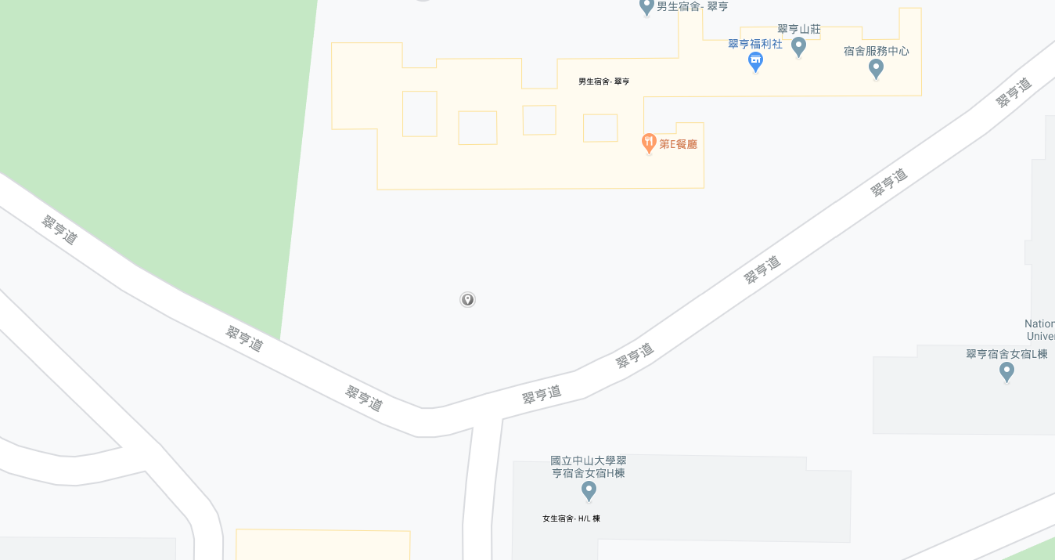 男生宿舍- 翠亨
翠亨山莊
翠亨福利社
宿舍服務中心
男生宿舍- 翠亨
翠亨道
第E餐廳
翠亨道
翠亨道
翠亨道
翠亨道
Nation
Univer
翠亨道
翠亨宿舍女宿L棟
翠亨道
翠亨道
國立中山大學翠
亨宿舍女宿H棟
女生宿舍- H/L 棟